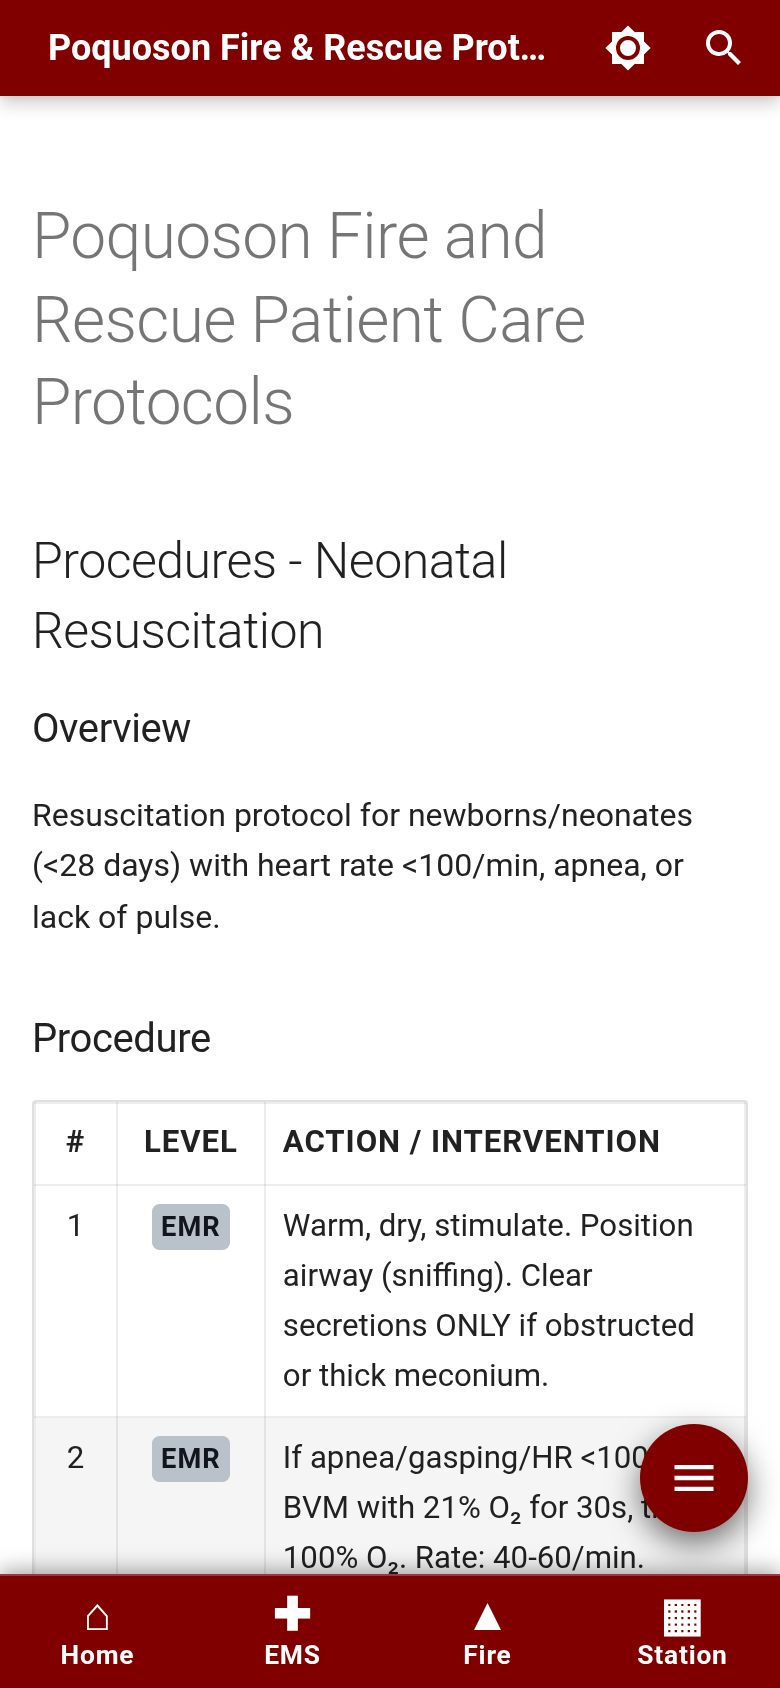 Poquoson Fire & Rescue Prot...
Poquoson Fire and
Rescue Patient Care
Protocols
Procedures - Neonatal
Resuscitation
Overview
Resuscitation protocol for newborns/neonates
(<28 days) with heart rate <100/min, apnea, or
lack of pulse.
Procedure
# LEVEL ACTION / INTERVENTION
1 EMR Warm, dry, stimulate. Position
airway (sniffing). Clear
secretions ONLY if obstructed
or thick meconium.
2 EMR If apnea/gasping/HR <100
BVM with 21% O₂ for 30s,
100% O₂. Rate: 40-60/min.
Home EMS Fire Station